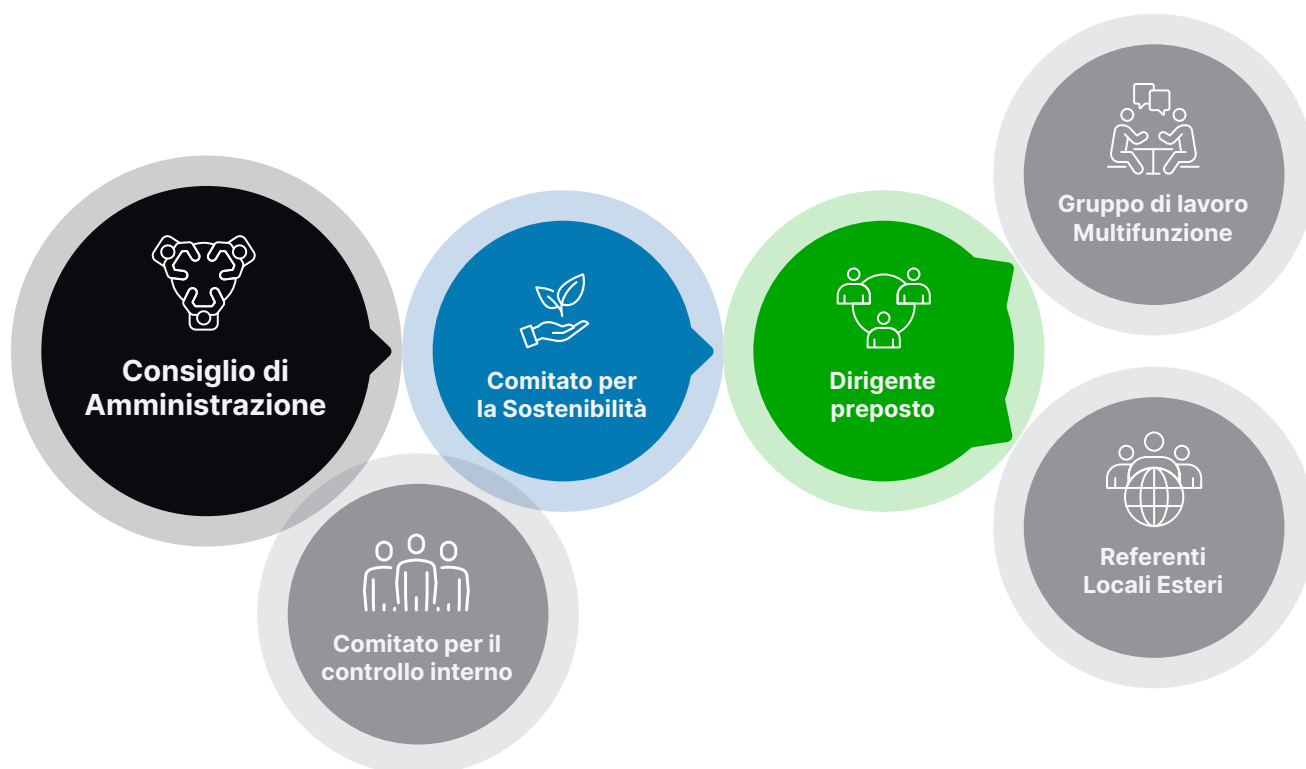 Consiglio di
Amministrazione
Comitato per
la Sostenibilità
Dirigente
preposto
Gruppo di lavoro
Multifunzione
Referenti
Locali Esteri
Comitato per il
controllo interno